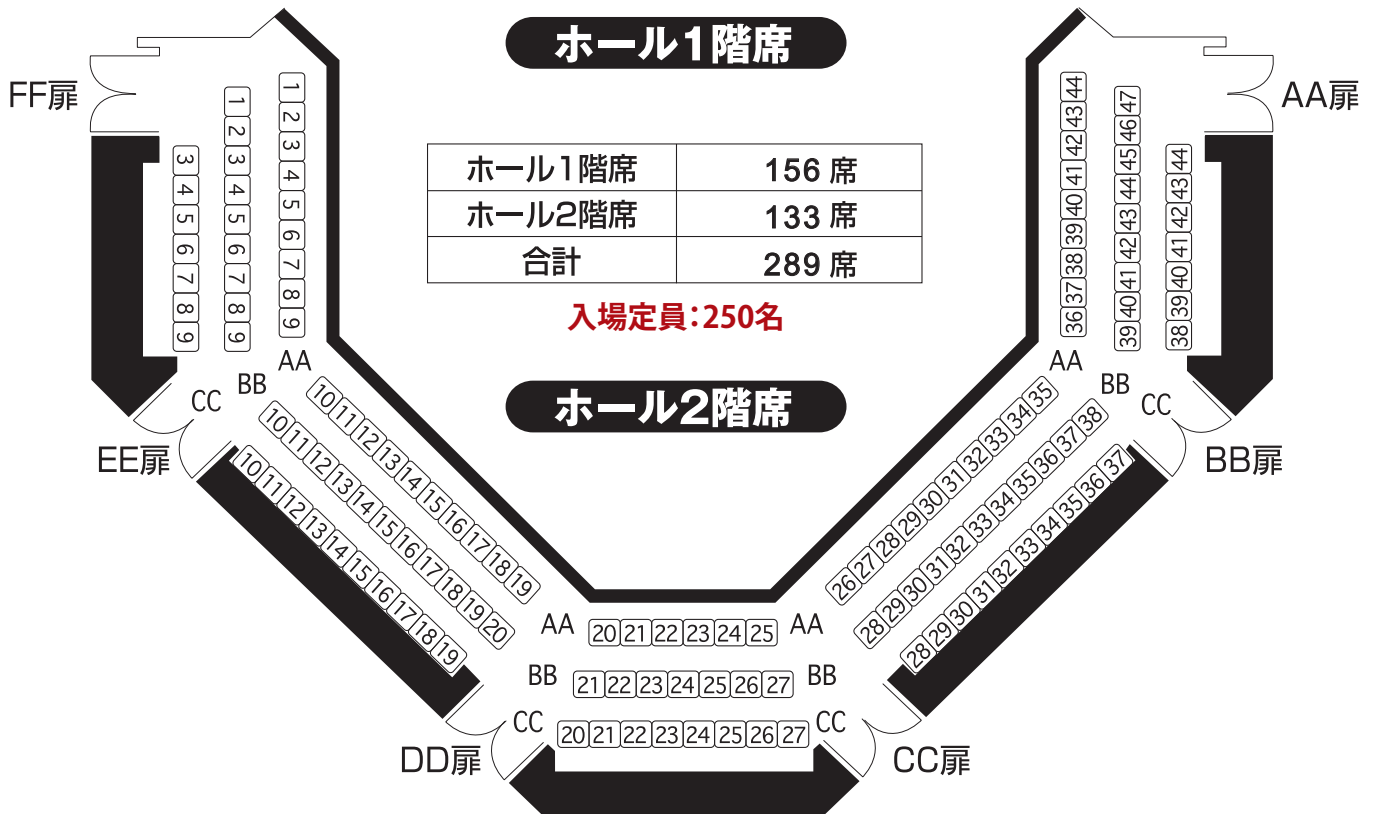 ホール1階席
FF扉
AA扉
ホール1階席 156 席
ホール2階席 133 席
合計 289 席
入場定員：250名
ホール2階席
1 2 3 4 5 6 7 8 9
1 2 3 4 5 6 7 8 9
3 4 5 6 7 8 9
44 43 42 41 40 39 38 37 36
47 46 45 44 43 42 41 40 39
44 43 42 41 40 39 38
AA
BB
CC
AA
BB
CC
EE扉
BB扉
10 11 12 13 14 15 16 17 18 19
10 11 12 13 14 15 16 17 18 19 20
10 11 12 13 14 15 16 17 18 19
26 27 28 29 30 31 32 33 34 35
28 29 30 31 32 33 34 35 36 37 38
28 29 30 31 32 33 34 35 36 37
AA 20 21 22 23 24 25 AA
BB 21 22 23 24 25 26 27 BB
CC 20 21 22 23 24 25 26 27 CC
DD扉
CC扉